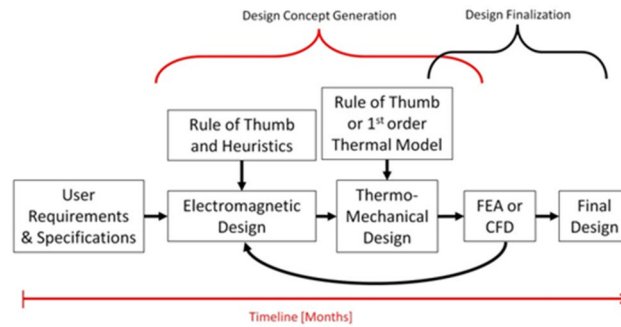 Design Concept Generation
Design Finalization
Rule of Thumb
and Heuristics
Rule of Thumb
or 1st order
Thermal Model
User
Requirements
& Specifications
Electromagnetic
Design
Thermo-
Mechanical
Design
FEA or
CFD
Final
Design
Timeline [Months]